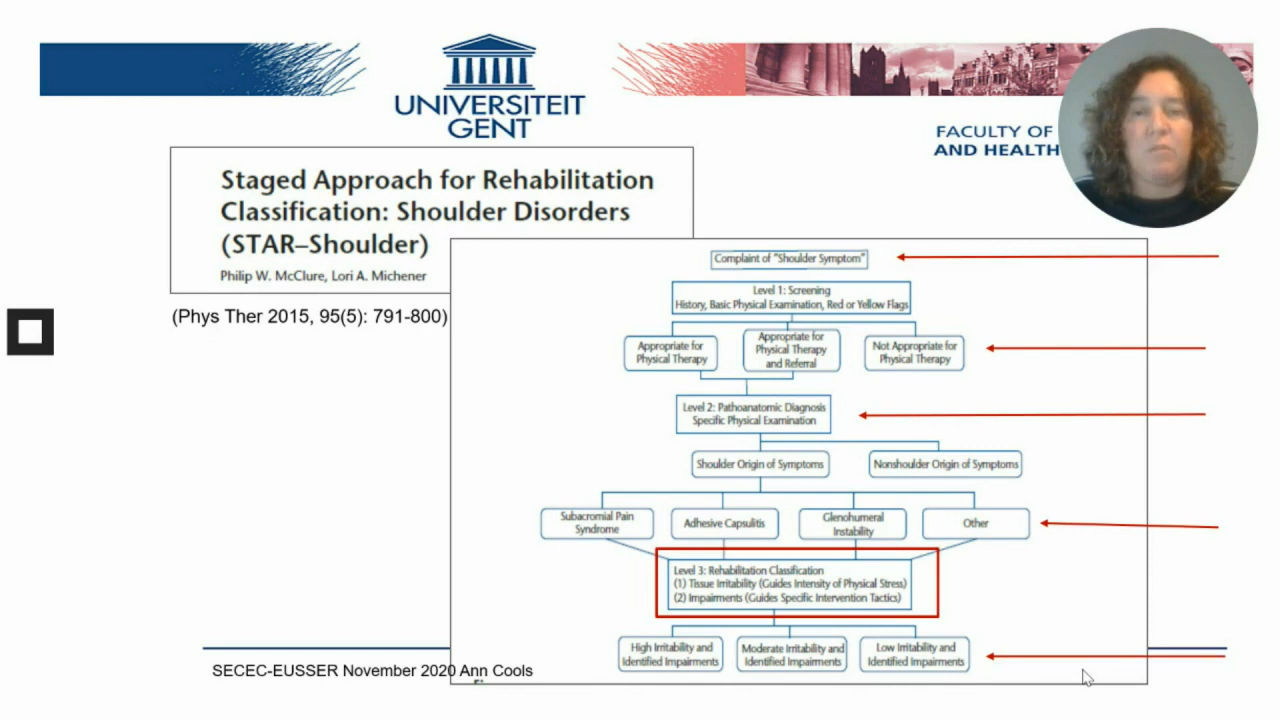 UNIVERSITEIT
GENT
FACULTY OF
AND HEALTH
Staged Approach for Rehabilitation
Classification: Shoulder Disorders
(STAR–Shoulder)
Philip W. McClure, Lori A. Michener
(Phys Ther 2015, 95(5): 791-800)
Complaint of "Shoulder Symptom"
Level 1: Screening
History, Basic Physical Examination, Red or Yellow Flags
Appropriate for
Physical Therapy
Appropriate for
Physical Therapy
and Referral
Not Appropriate for
Physical Therapy
Level 2: Pathoanatomic Diagnosis
Specific Physical Examination
Shoulder Origin of Symptoms
Nonshoulder Origin of Symptoms
Subacromial Pain
Syndrome
Adhesive Capsulitis
Glenohumeral
Instability
Other
Level 3: Rehabilitation Classification
(1) Tissue Irritability (Guides Intensity of Physical Stress)
(2) Impairments (Guides Specific Intervention Tactics)
High Irritability and
Identified Impairments
Moderate Irritability and
Identified Impairments
Low Irritability and
Identified Impairments
SECEC-EUSSER November 2020 Ann Cools